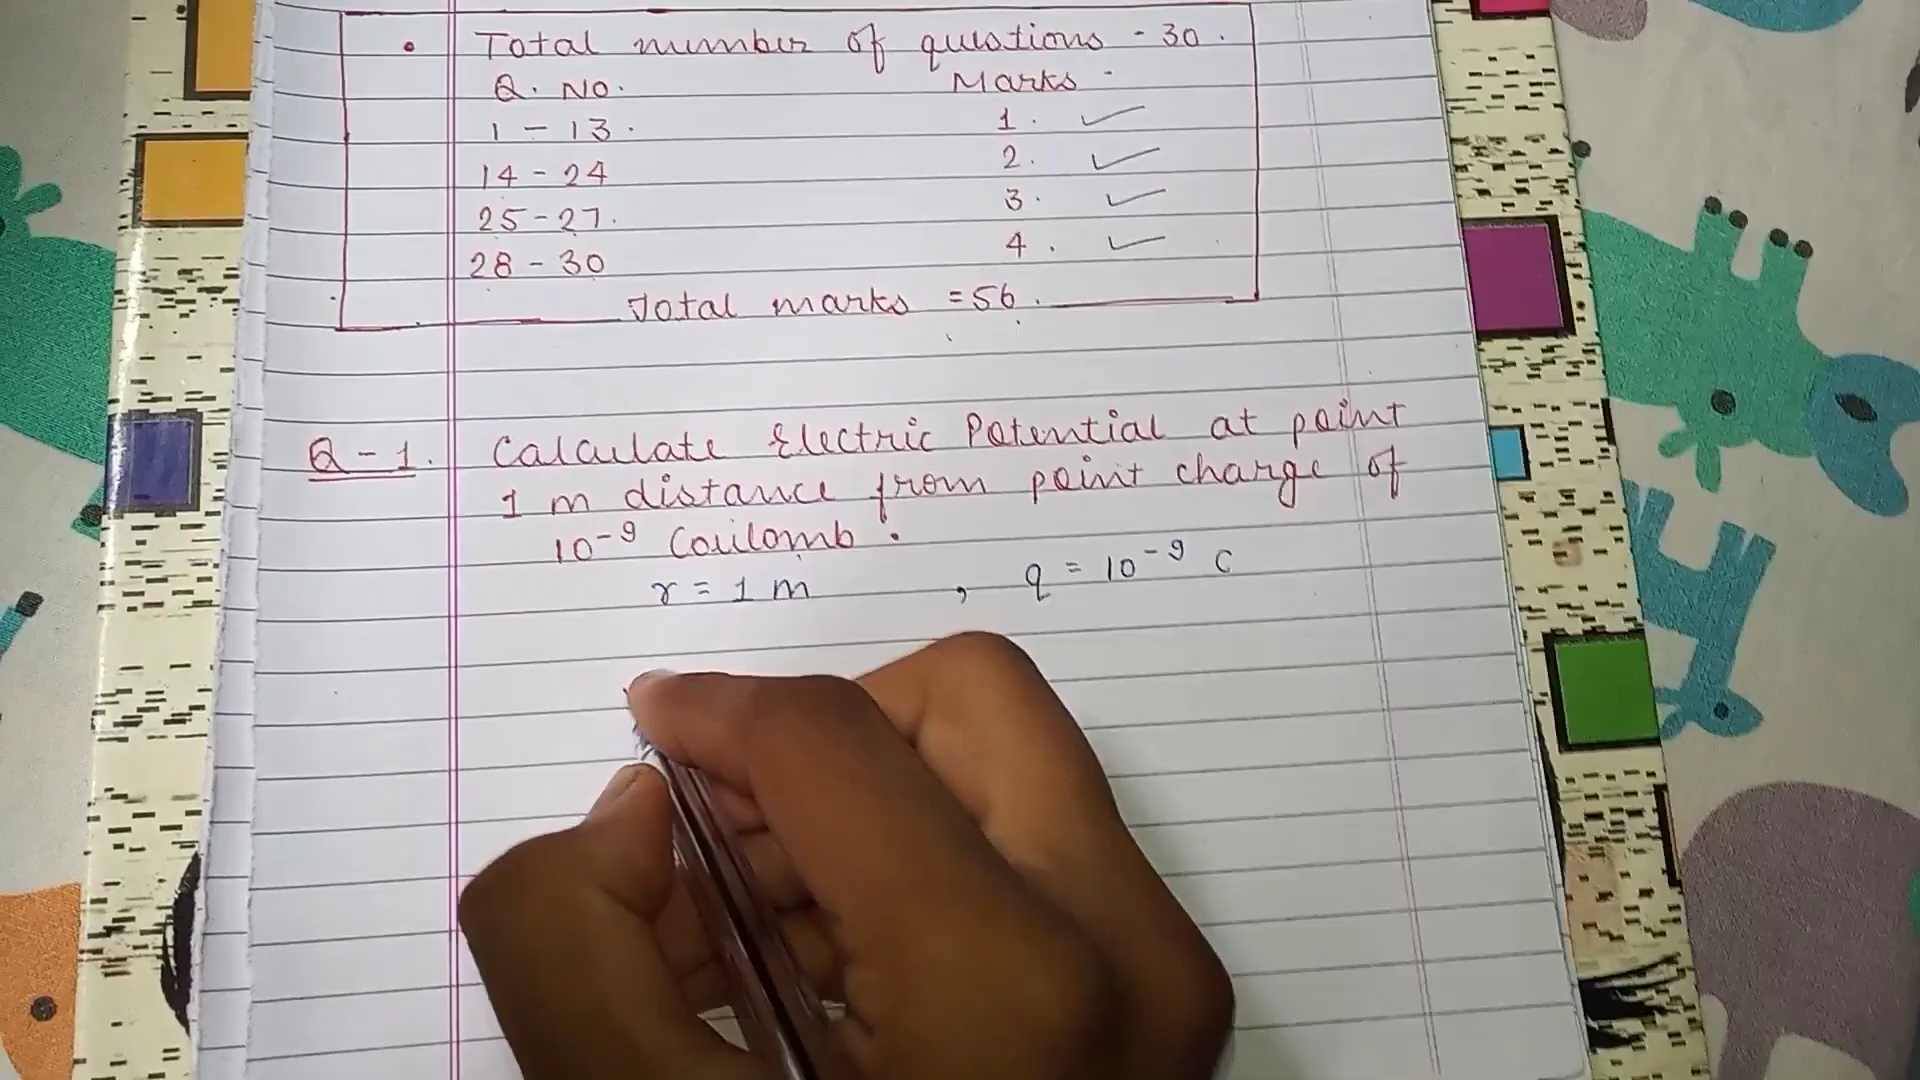 • Total number of questions - 30.
Q. No. Marks -
1 - 13. 1. ✓
14 - 24 2. ✓
25 - 27. 3. ✓
28 - 30 4. ✓
Total marks = 56.
Q-1. Calculate Electric Potential at point
1 m distance from point charge of
10⁻⁹ Coulomb.
r = 1 m , q = 10⁻⁹ C